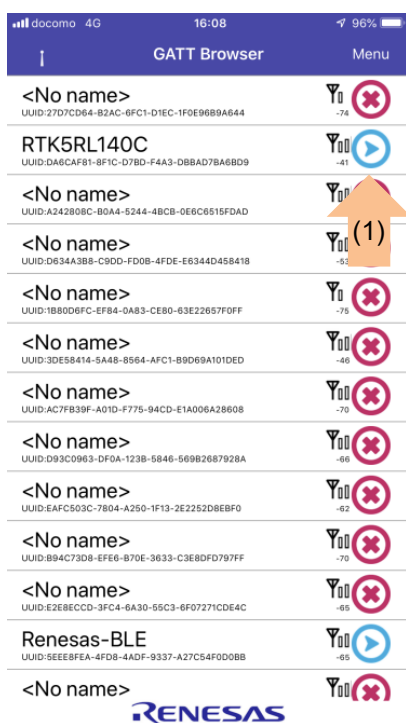 docomo 4G 16:08 96%
i GATT Browser Menu
<No name>
UUID:27D7CD64-B2AC-6FC1-D1EC-1F0E96B9A644
-74
RTK5RL140C
UUID:DA6CAF81-8F1C-D7BD-F4A3-DBBAD7BA6BD9
-41
<No name>
UUID:A242808C-B0A4-5244-4BCB-0E6C6515FDAD
(1)
<No name>
UUID:D634A3B8-C9DD-FD0B-4FDE-E6344D458418
-53
<No name>
UUID:1B80D6FC-EF84-0A83-CE80-63E22657F0FF
-75
<No name>
UUID:3DE58414-5A48-8564-AFC1-B9D69A101DED
-46
<No name>
UUID:AC7FB39F-A01D-F775-94CD-E1A006A28608
-70
<No name>
UUID:D93C0963-DF0A-123B-5846-569B2687928A
-66
<No name>
UUID:EAFC503C-7804-A250-1F13-2E2252D8EBF0
-62
<No name>
UUID:B94C73D8-EFE6-B70E-3633-C3E8DFD797FF
-70
<No name>
UUID:E2E8ECCD-3FC4-6A30-55C3-6F07271CDE4C
-65
Renesas-BLE
UUID:5EEE8FEA-4FD8-4ADF-9337-A27C54F0D0BB
-65
<No name>
RENESAS